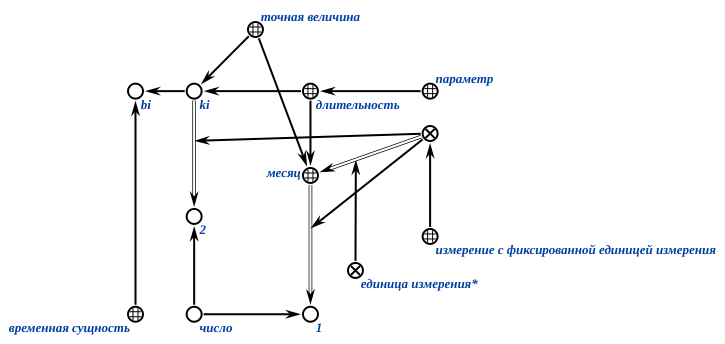 точная величина
параметр
bi
ki
длительность
месяц
2
измерение с фиксированной единицей измерения
единица измерения*
временная сущность
число
1